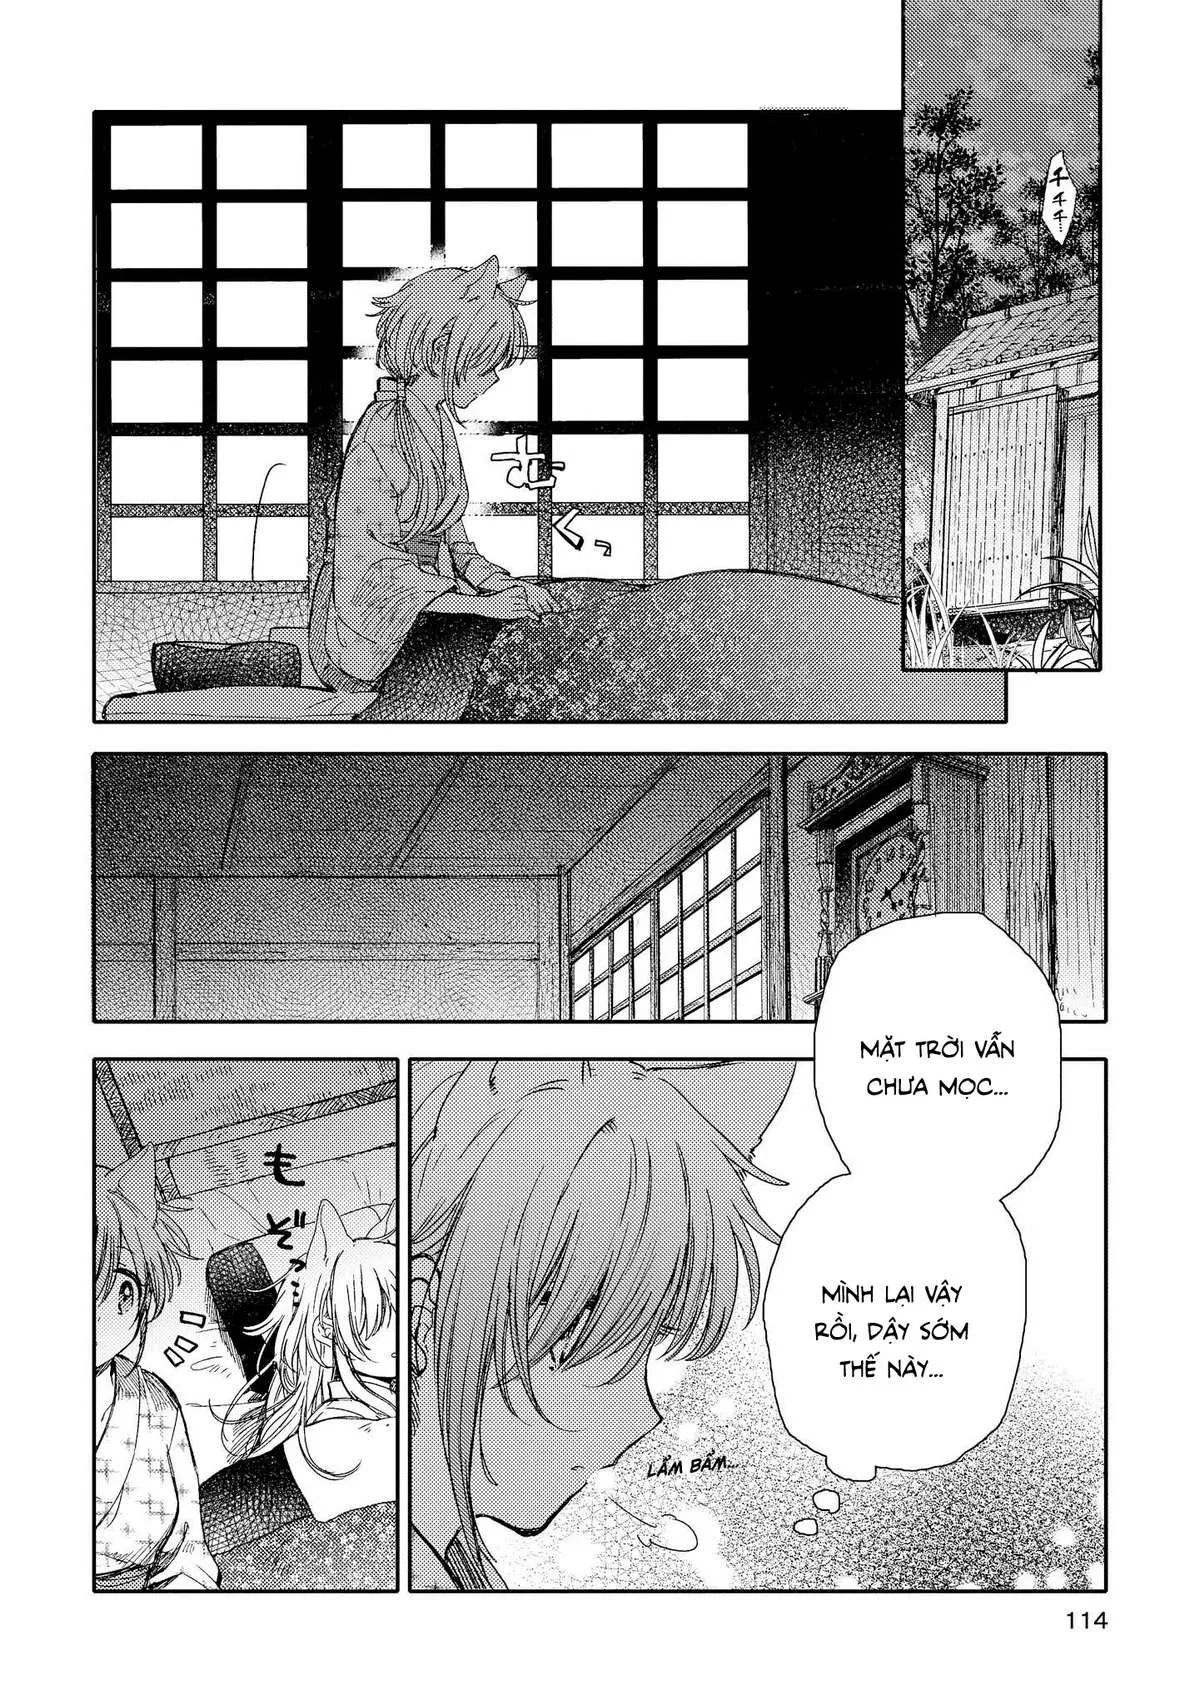 チチチ…
むくっ
MẶT TRỜI VẪN
CHƯA MỌC...
MÌNH LẠI VẬY
RỒI, DẬY SỚM
THẾ NÀY...
LẨM BẨM...
もぞっ…
114